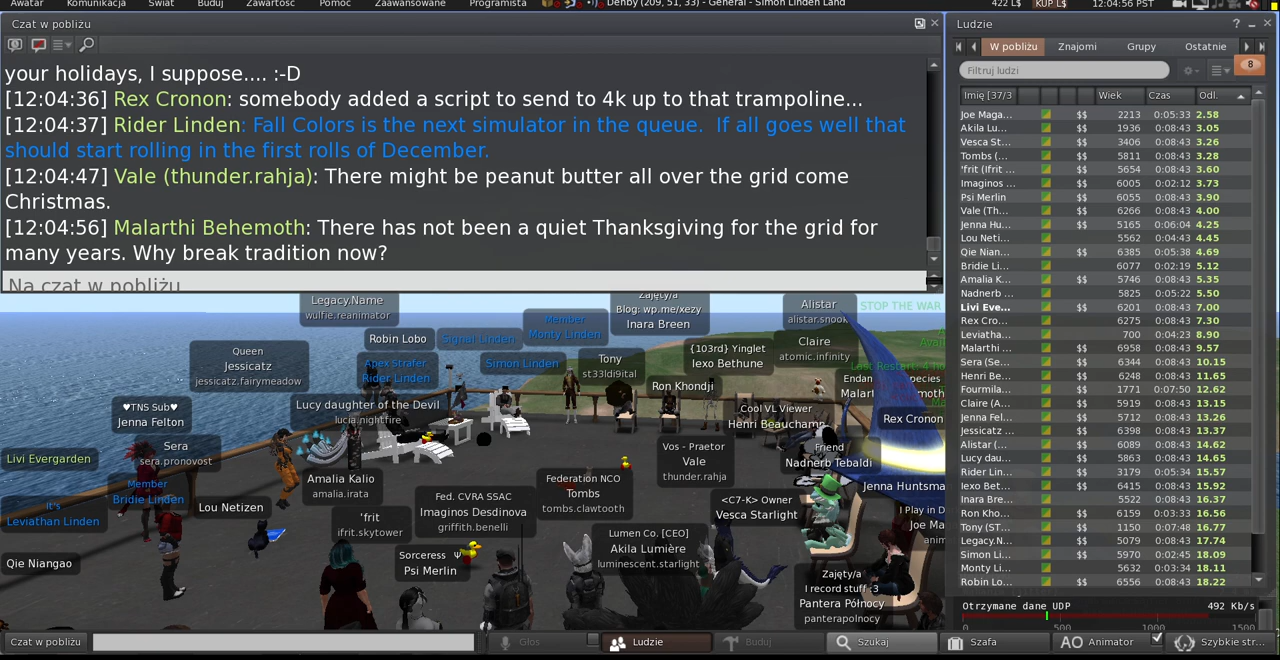 Awatar Komunikacja Świat Buduj Zawartość Pomoc Zaawansowane Programista Denby (209, 51, 33) - General - Simon Linden Land 422 L$ KUP L$ 12:04:56 PST
Czat w pobliżu
your holidays, I suppose.... :-D
[12:04:36] Rex Cronon: somebody added a script to send to 4k up to that trampoline...
[12:04:37] Rider Linden: Fall Colors is the next simulator in the queue. If all goes well that
should start rolling in the first rolls of December.
[12:04:47] Vale (thunder.rahja): There might be peanut butter all over the grid come
Christmas.
[12:04:56] Malarthi Behemoth: There has not been a quiet Thanksgiving for the grid for
many years. Why break tradition now?
Na czat w pobliżu
Legacy.Name
wulfie.reanimator
Zajęty/a
Blog: wp.me/xezy
Inara Breen
Alistar
alistar.snook
STOP THE WAR
Robin Lobo
Signal Linden
Member
Monty Linden
Queen
Jessicatz
jessicatz.fairymeadow
Apex Strafer
Rider Linden
Simon Linden
Tony
st33ldi9ital
{103rd} Yinglet
Iexo Bethune
Claire
atomic.infinity
Ron Khondji
♥TNS Sub♥
Jenna Felton
Lucy daughter of the Devil
lucia.nightfire
Cool VL Viewer
Henri Beauchamp
Rex Cronon
Sera
sera.pronovost
Livi Evergarden
Vos - Praetor
Vale
thunder.rahja
Friend
Nadnerb Tebaldi
Member
Bridie Linden
Amalia Kalio
amalia.irata
Federation NCO
Tombs
tombs.clawtooth
Jenna Huntsma
It's
Leviathan Linden
Lou Netizen
Fed. CVRA SSAC
Imaginos Desdinova
griffith.benelli
<C7-K> Owner
Vesca Starlight
I Play in D
Joe Ma
anim
'frit
ifrit.skytower
Lumen Co. [CEO]
Akila Lumière
luminescent.starlight
Qie Niangao
Sorceress Ψ
Psi Merlin
Zajęty/a
I record stuff :3
Pantera Północy
panterapolnocy
Ludzie
W pobliżu Znajomi Grupy Ostatnie
Filtruj ludzi 8
Imię [37/3 Wiek Czas Odl.
Joe Maga... $$ 2213 0:05:33 2.58
Akila Lu... $$ 1936 0:08:43 3.05
Vesca St... $$ 3406 0:08:43 3.26
Tombs (... $$ 5811 0:08:43 3.28
'frit (Ifrit ... $$ 5654 0:08:43 3.60
Imaginos ... $$ 6005 0:02:12 3.73
Psi Merlin $$ 6055 0:08:43 3.90
Vale (Th... $$ 6266 0:08:43 4.00
Jenna Hu... $$ 5165 0:06:04 4.25
Lou Neti... 5562 0:04:43 4.45
Qie Nian... $$ 6385 0:05:38 4.69
Bridie Li... 6077 0:02:19 5.12
Amalia K... $$ 5746 0:08:43 5.35
Nadnerb ... 5825 0:05:22 5.50
Livi Eve... $$ 6201 0:08:43 7.00
Rex Cro... 6275 0:08:43 7.30
Leviatha... 700 0:04:23 8.90
Malarthi ... $$ 6958 0:08:43 9.57
Sera (Se... $$ 6344 0:08:43 10.15
Henri Be... $$ 6248 0:08:43 11.65
Fourmila... $$ 1771 0:07:50 12.62
Claire (A... $$ 5919 0:08:43 13.15
Jenna Fel... $$ 5712 0:08:43 13.26
Jessicatz ... $$ 6398 0:08:43 13.37
Alistar (... $$ 6089 0:08:43 14.62
Lucy dau... $$ 5863 0:08:43 14.65
Rider Lin... $$ 3179 0:05:34 15.57
Iexo Bet... $$ 6415 0:08:43 15.92
Inara Bre... 5522 0:08:43 16.37
Ron Kho... $$ 6159 0:03:33 16.56
Tony (ST... $$ 1150 0:07:48 16.77
Legacy.N... $$ 5079 0:08:43 17.74
Simon Li... $$ 5970 0:02:45 18.09
Monty Li... 5632 0:03:34 18.11
Robin Lo... $$ 6556 0:08:43 18.22
Otrzymane dane UDP 492 Kb/s
0 500 1000 1500
Czat w pobliżu Głos Ludzie Buduj Szukaj Szafa AO Animator Szybkie str...